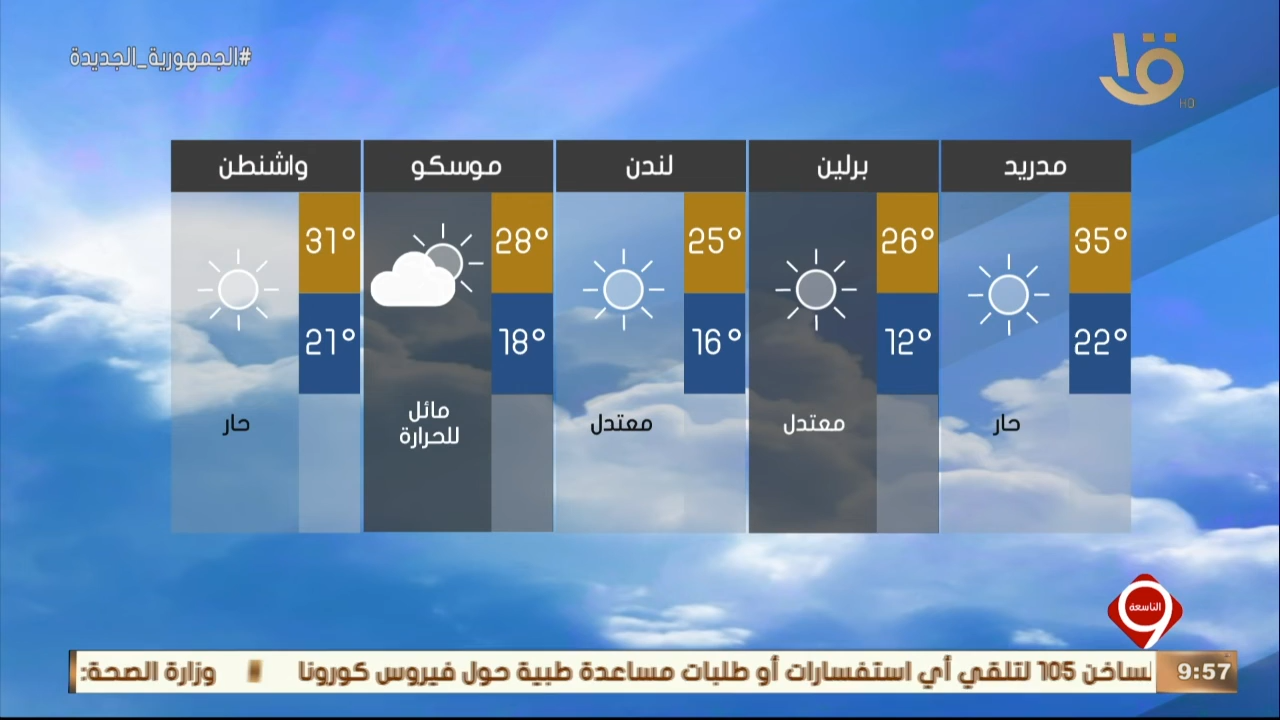 #الجمهورية_الجديدة
HD
مدريد
35°
22°
حار
برلين
26°
12°
معتدل
لندن
25°
16°
معتدل
موسكو
28°
18°
مائل
للحرارة
واشنطن
31°
21°
حار
التاسعة
9
9:57
لساخن 105 لتلقي أي استفسارات أو طلبات مساعدة طبية حول فيروس كورونا
وزارة الصحة: